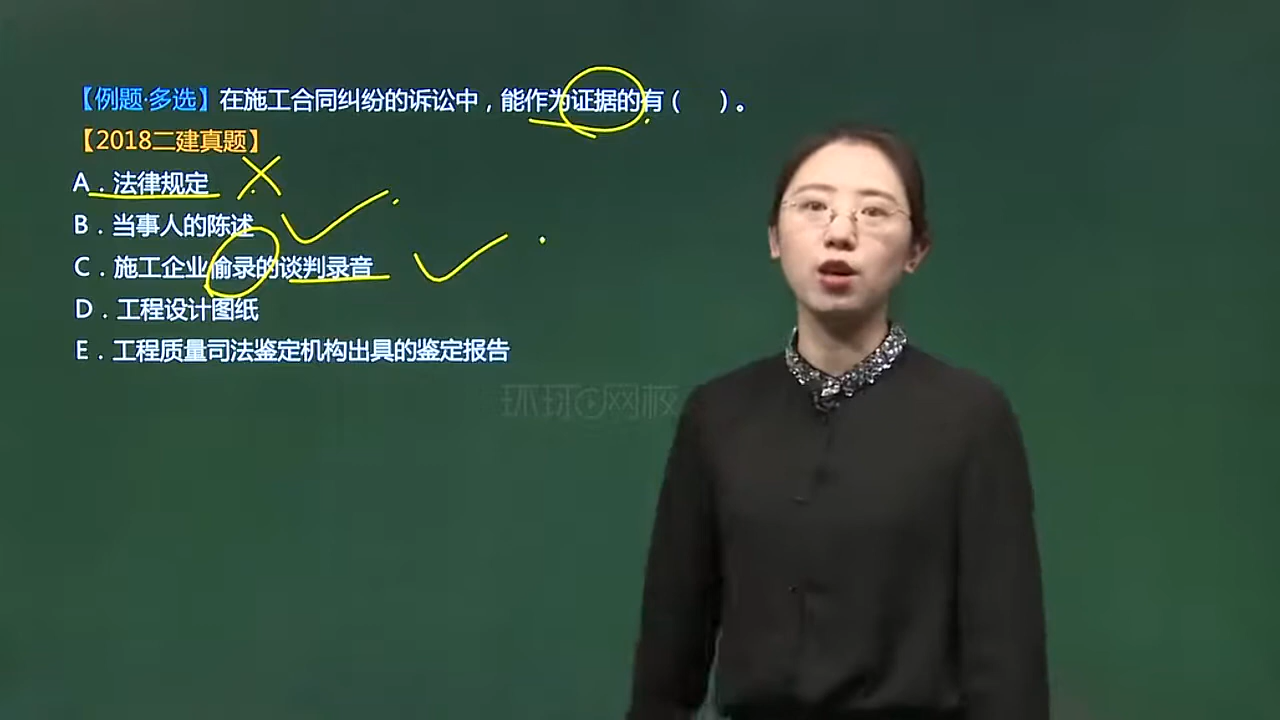 【例题·多选】在施工合同纠纷的诉讼中，能作为证据的有（ ）。
【2018二建真题】
A．法律规定
B．当事人的陈述
C．施工企业偷录的谈判录音
D．工程设计图纸
E．工程质量司法鉴定机构出具的鉴定报告
环球网校